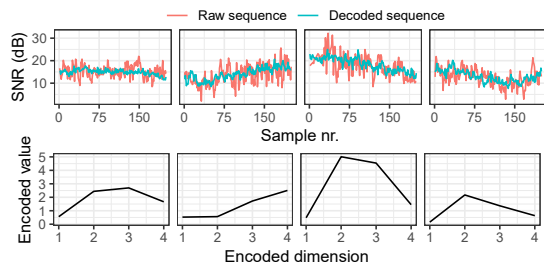 Raw sequence Decoded sequence
SNR (dB)
30
20
10
0 75 150 0 75 150 0 75 150 0 75 150
Sample nr.
Encoded value
5
4
3
2
1
0
1 2 3 4 1 2 3 4 1 2 3 4 1 2 3 4
Encoded dimension